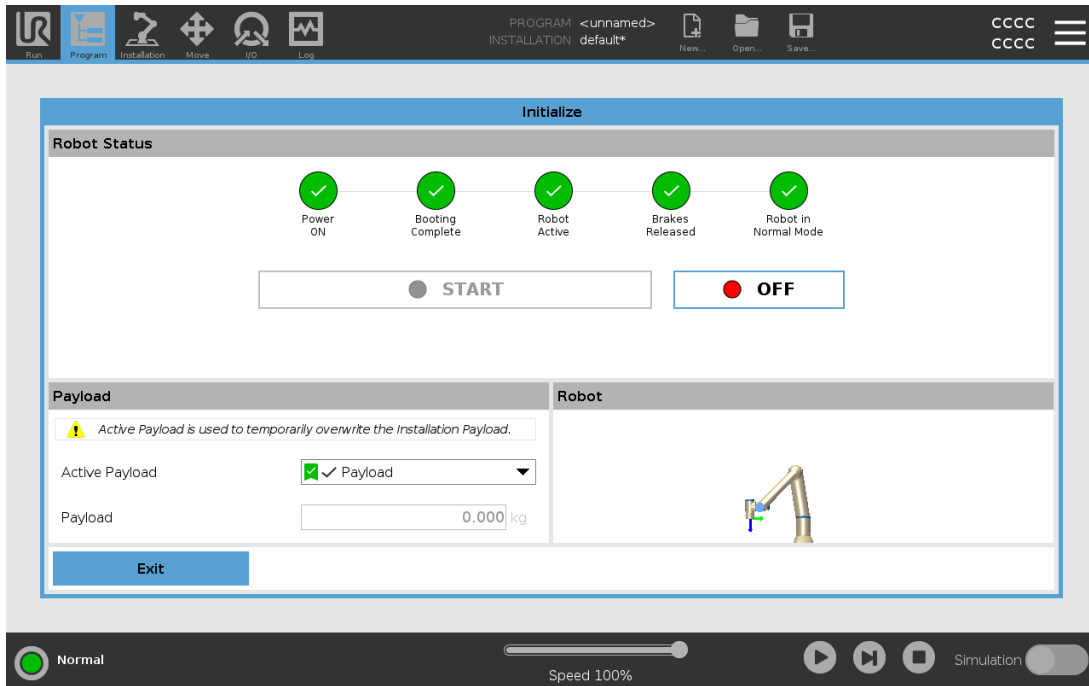 PROGRAM <unnamed>
INSTALLATION default*
UR
Run
Program
Installation
Move
I/O
Log
New...
Open...
Save...
CCCC
CCCC
Initialize
Robot Status
Power
ON
Booting
Complete
Robot
Active
Brakes
Released
Robot in
Normal Mode
START
OFF
Payload
Robot
Active Payload is used to temporarily overwrite the Installation Payload.
Active Payload
Payload
Payload
0.000 kg
Exit
Normal
Speed 100%
Simulation